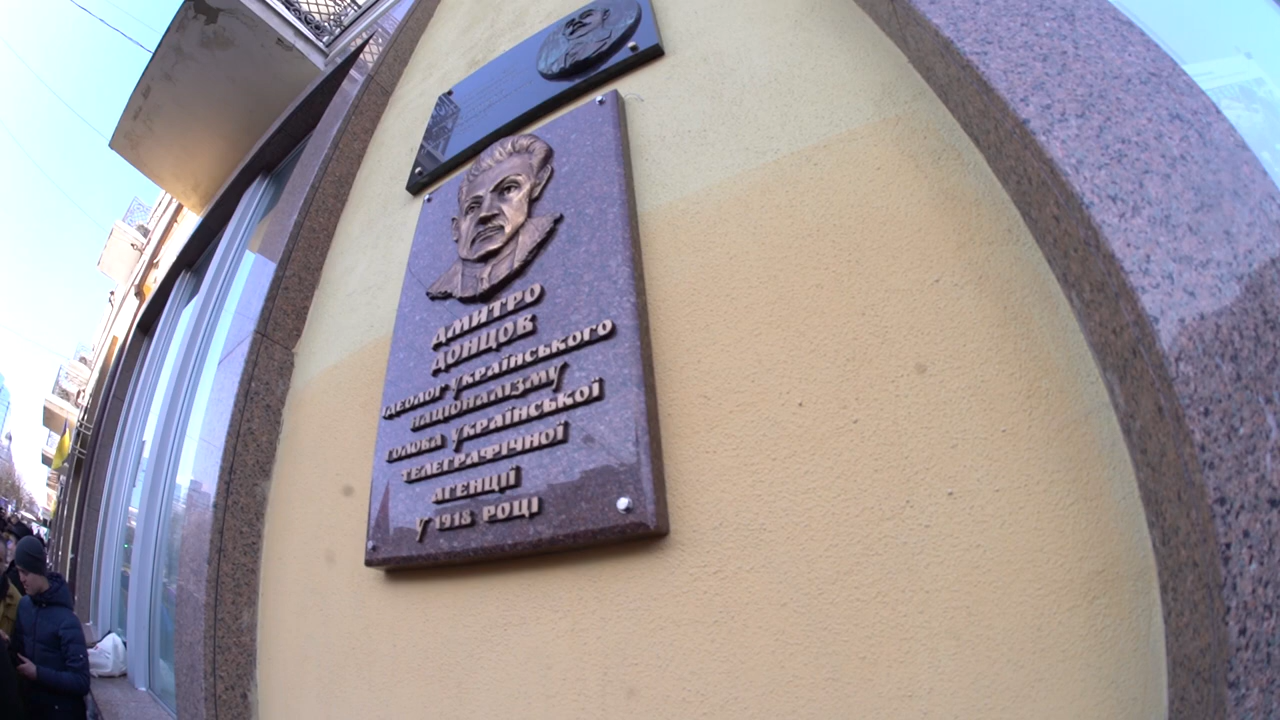 ДМИТРО
ДОНЦОВ
ІДЕОЛОГ УКРАЇНСЬКОГО
НАЦІОНАЛІЗМУ
ГОЛОВА УКРАЇНСЬКОЇ
ТЕЛЕГРАФІЧНОЇ
АГЕНЦІЇ
У 1918 РОЦІ